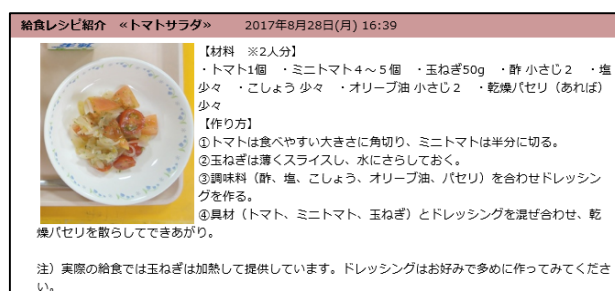 給食レシピ紹介　≪トマトサラダ≫　　2017年8月28日(月) 16:39
【材料　※2人分】
・トマト1個　・ミニトマト４～５個　・玉ねぎ50g　・酢 小さじ２　・塩
少々　・こしょう 少々　・オリーブ油 小さじ２　・乾燥パセリ（あれば）
少々
【作り方】
①トマトは食べやすい大きさに角切り、ミニトマトは半分に切る。
②玉ねぎは薄くスライスし、水にさらしておく。
③調味料（酢、塩、こしょう、オリーブ油、パセリ）を合わせドレッシン
グを作る。
④具材（トマト、ミニトマト、玉ねぎ）とドレッシングを混ぜ合わせ、乾
燥パセリを散らしてできあがり。
注）実際の給食では玉ねぎは加熱して提供しています。ドレッシングはお好みで多めに作ってみてくださ
い。